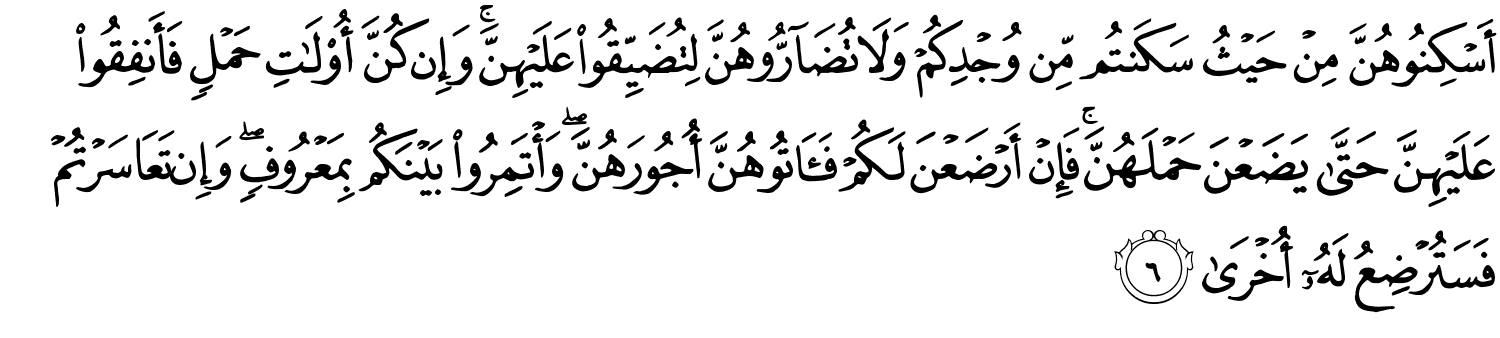 أَسْكِنُوهُنَّ مِنْ حَيْثُ سَكَنتُم مِّن وُجْدِكُمْ وَلَا تُضَآرُّوهُنَّ لِتُضَيِّقُوا۟ عَلَيْهِنَّ ۚ وَإِن كُنَّ أُو۟لَـٰتِ حَمْلٍ فَأَنفِقُوا۟
عَلَيْهِنَّ حَتَّىٰ يَضَعْنَ حَمْلَهُنَّ ۚ فَإِنْ أَرْضَعْنَ لَكُمْ فَـَٔاتُوهُنَّ أُجُورَهُنَّ ۖ وَأْتَمِرُوا۟ بَيْنَكُم بِمَعْرُوفٍ ۖ وَإِن تَعَاسَرْتُمْ
فَسَتُرْضِعُ لَهُۥٓ أُخْرَىٰ ٦